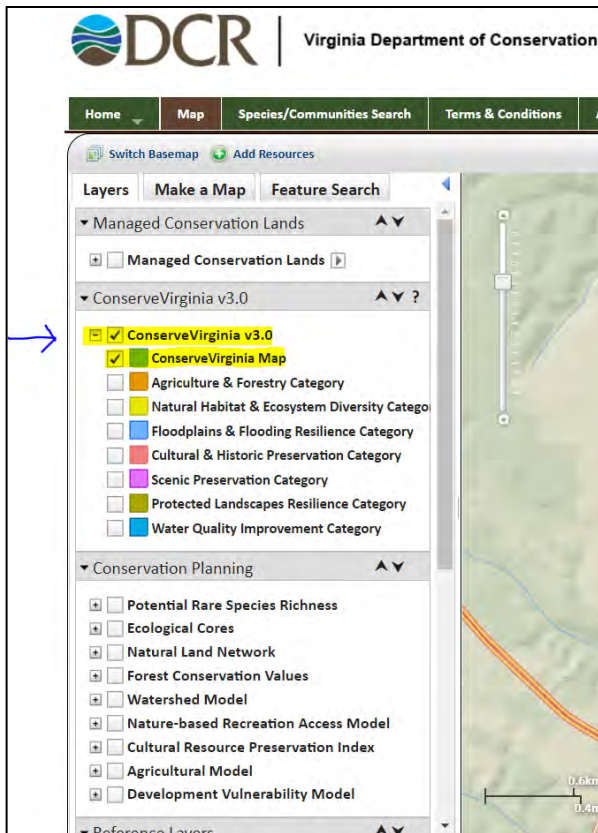 DCR
Virginia Department of Conservation
Home Map Species/Communities Search Terms & Conditions
Switch Basemap Add Resources
Layers Make a Map Feature Search
Managed Conservation Lands
Managed Conservation Lands
ConserveVirginia v3.0 ?
ConserveVirginia v3.0
ConserveVirginia Map
Agriculture & Forestry Category
Natural Habitat & Ecosystem Diversity Catego
Floodplains & Flooding Resilience Category
Cultural & Historic Preservation Category
Scenic Preservation Category
Protected Landscapes Resilience Category
Water Quality Improvement Category
Conservation Planning
Potential Rare Species Richness
Ecological Cores
Natural Land Network
Forest Conservation Values
Watershed Model
Nature-based Recreation Access Model
Cultural Resource Preservation Index
Agricultural Model
Development Vulnerability Model
0.6km
Reference Layers